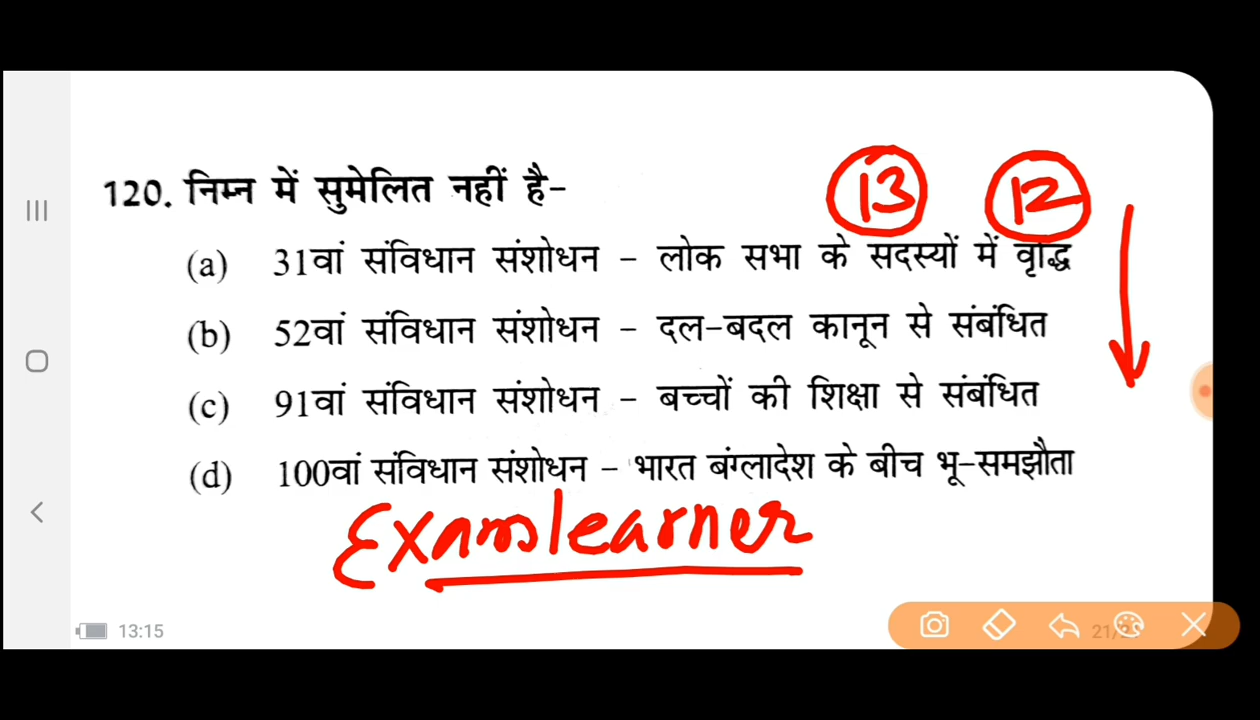 13 12
120. निम्न में सुमेलित नहीं है-
(a) 31वां संविधान संशोधन - लोक सभा के सदस्यों में वृद्धि
(b) 52वां संविधान संशोधन - दल-बदल कानून से संबंधित
(c) 91वां संविधान संशोधन - बच्चों की शिक्षा से संबंधित
(d) 100वां संविधान संशोधन - भारत बंग्लादेश के बीच भू-समझौता
Examslearner
13:15